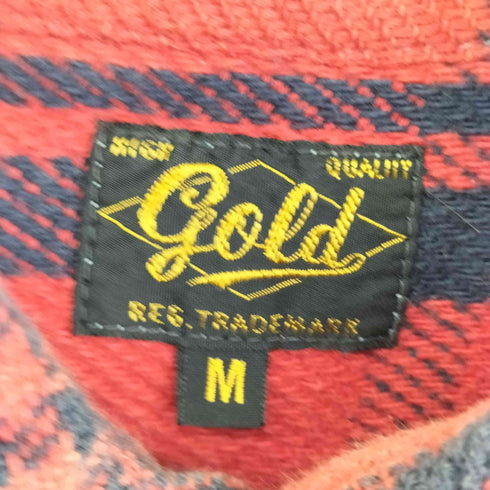 HIGH QUALITY
Gold
REG. TRADEMARK
M